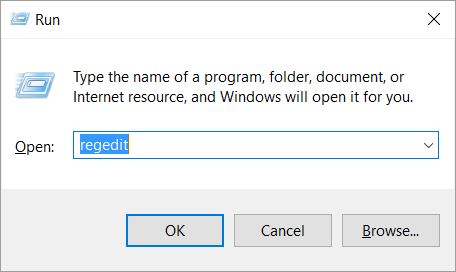 Run
Type the name of a program, folder, document, or
Internet resource, and Windows will open it for you.
Open: regedit
OK Cancel Browse...